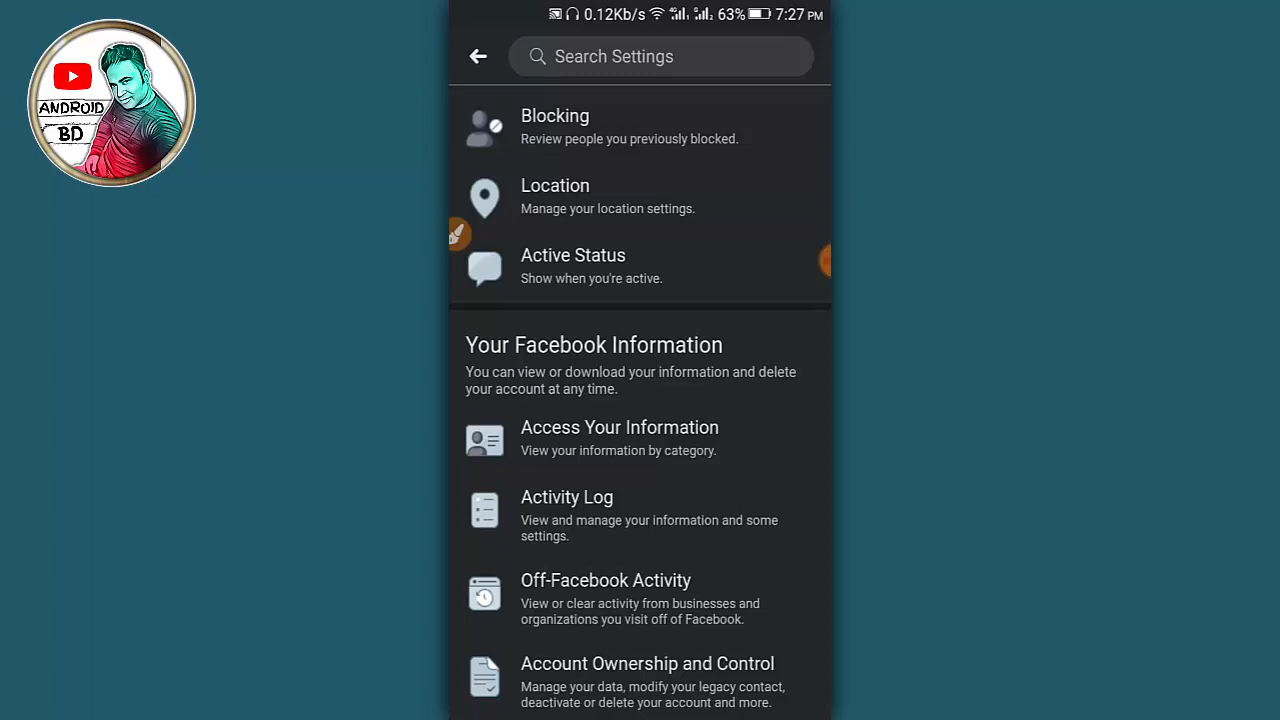 ANDROID
BD
0.12Kb/s 63% 7:27 PM
Search Settings
Blocking
Review people you previously blocked.
Location
Manage your location settings.
Active Status
Show when you're active.
Your Facebook Information
You can view or download your information and delete
your account at any time.
Access Your Information
View your information by category.
Activity Log
View and manage your information and some
settings.
Off-Facebook Activity
View or clear activity from businesses and
organizations you visit off of Facebook.
Account Ownership and Control
Manage your data, modify your legacy contact,
deactivate or delete your account and more.